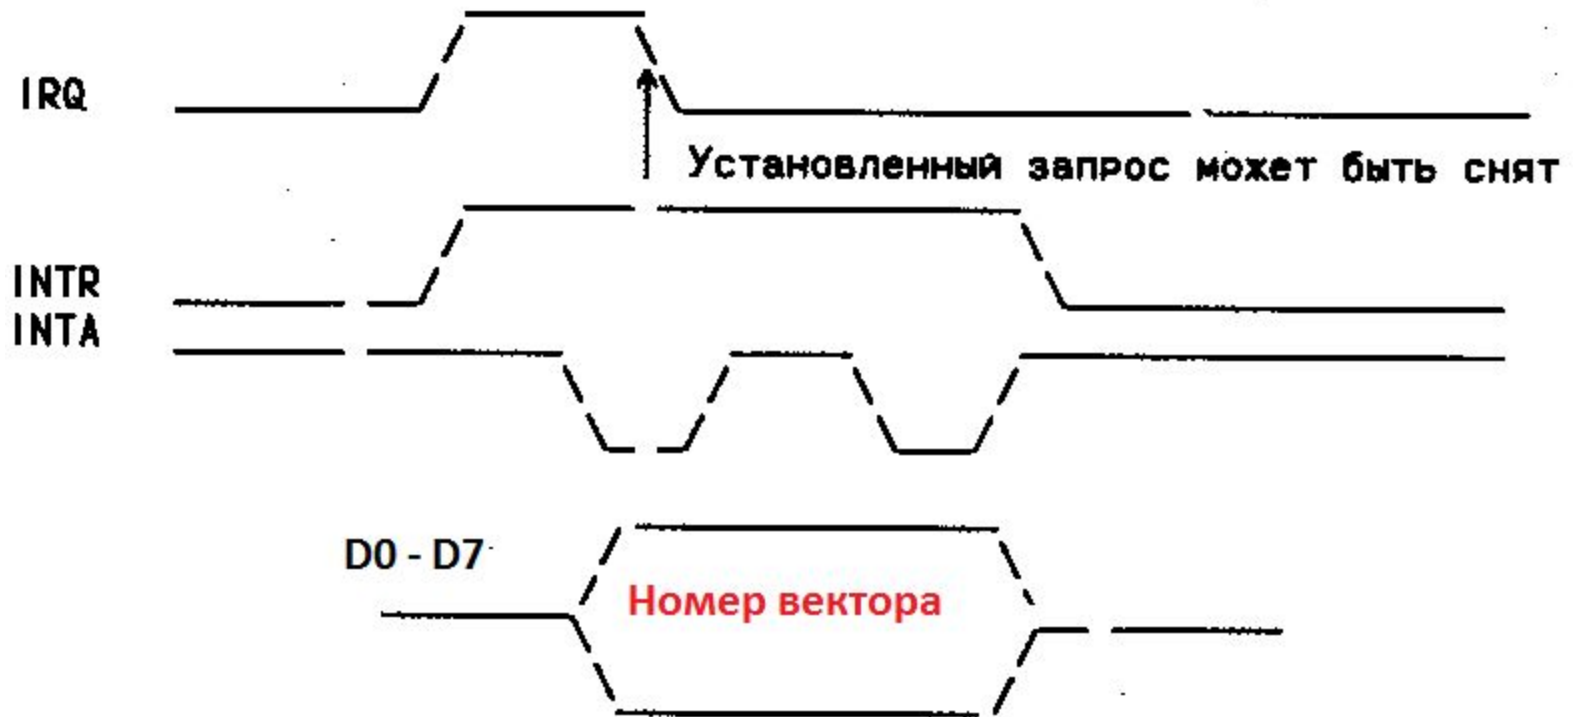 IRQ
Установленный запрос может быть снят
INTR
INTA
D0 - D7
Номер вектора